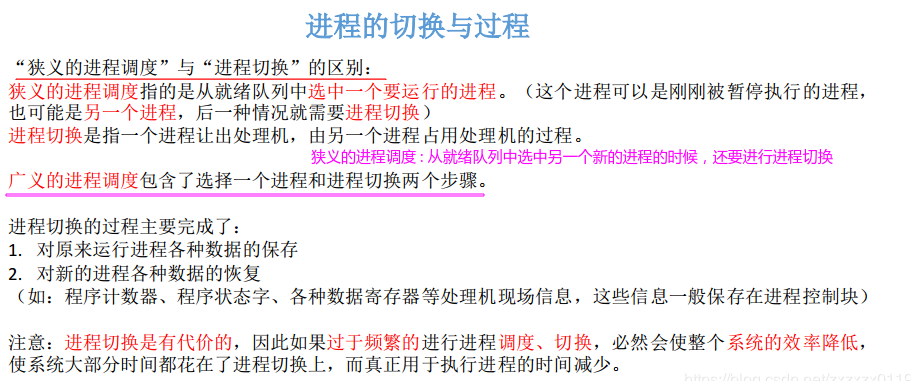 进程的切换与过程
“狭义的进程调度”与“进程切换”的区别：
狭义的进程调度指的是从就绪队列中选中一个要运行的进程。（这个进程可以是刚刚被暂停执行的进程，
也可能是另一个进程，后一种情况就需要进程切换）
进程切换是指一个进程让出处理机，由另一个进程占用处理机的过程。
狭义的进程调度：从就绪队列中选中另一个新的进程的时候，还要进行进程切换
广义的进程调度包含了选择一个进程和进程切换两个步骤。
进程切换的过程主要完成了：
1. 对原来运行进程各种数据的保存
2. 对新的进程各种数据的恢复
（如：程序计数器、程序状态字、各种数据寄存器等处理机现场信息，这些信息一般保存在进程控制块）
注意：进程切换是有代价的，因此如果过于频繁的进行进程调度、切换，必然会使整个系统的效率降低，
使系统大部分时间都花在了进程切换上，而真正用于执行进程的时间减少。